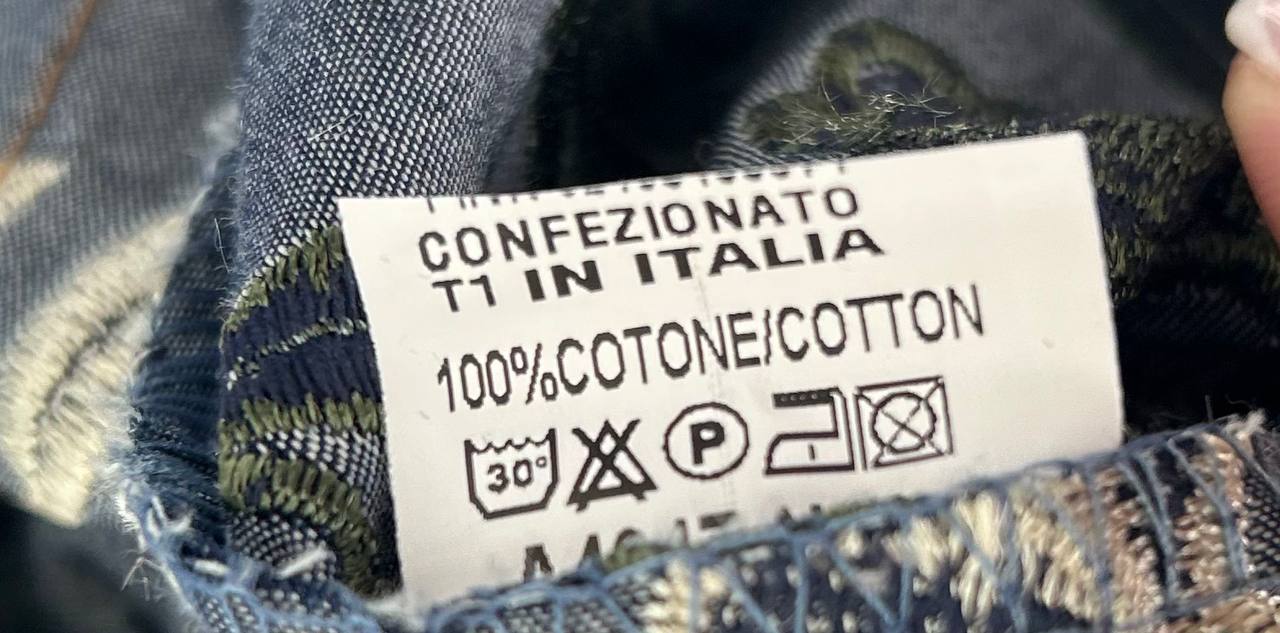 CONFEZIONATO
T1 IN ITALIA
100%COTONE/COTTON
30° P